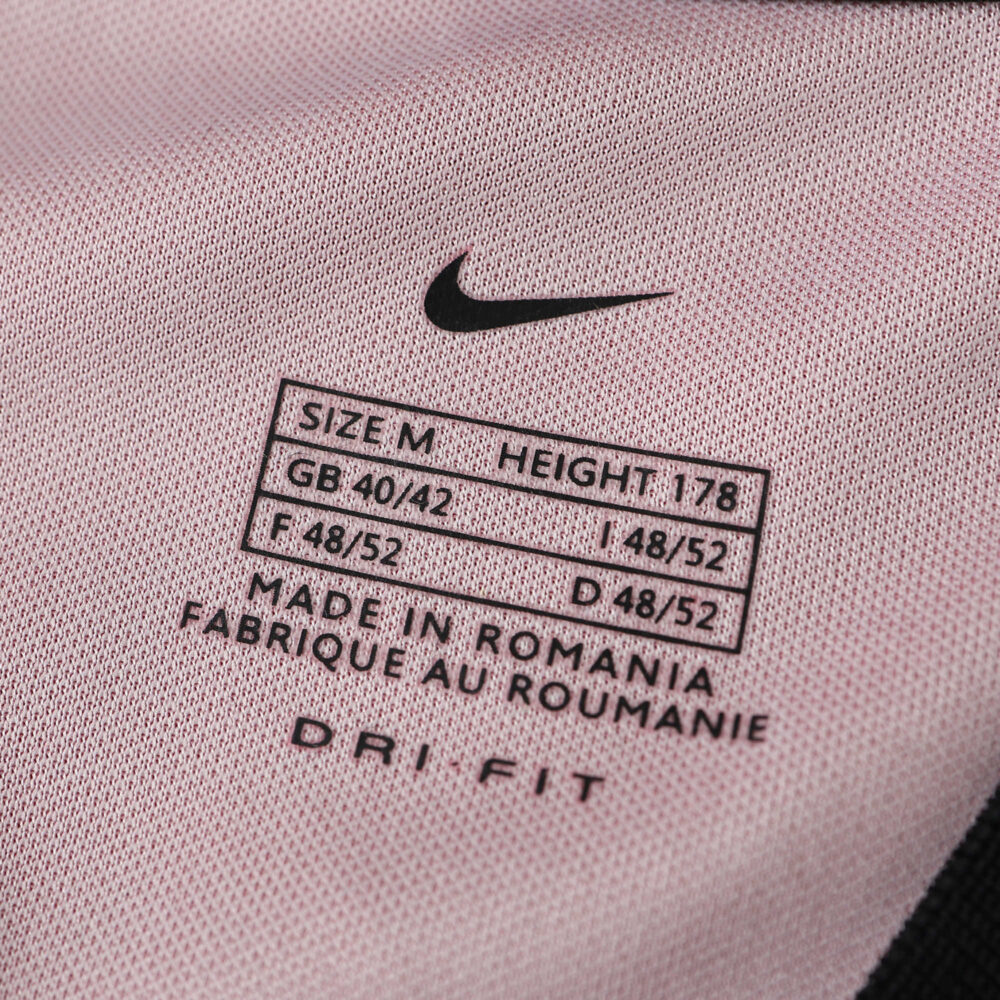 SIZE M HEIGHT 178
GB 40/42 I 48/52
F 48/52 D 48/52
MADE IN ROMANIA
FABRIQUE AU ROUMANIE
DRI-FIT